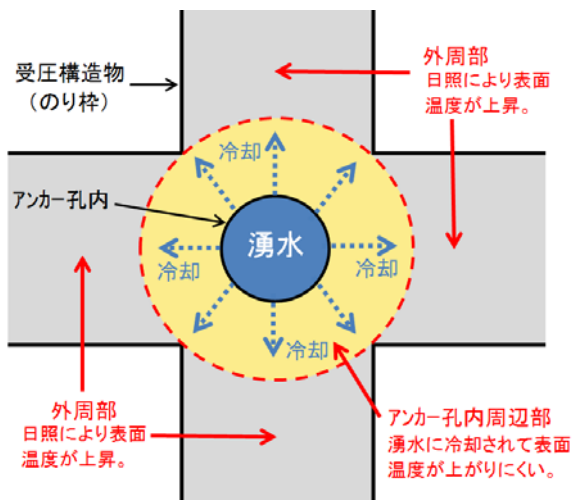 受圧構造物
（のり枠）
外周部
日照により表面
温度が上昇。
冷却
アンカー孔内
湧水
冷却
冷却
冷却
外周部
日照により表面
温度が上昇。
アンカー孔内周辺部
湧水に冷却されて表面
温度が上がりにくい。